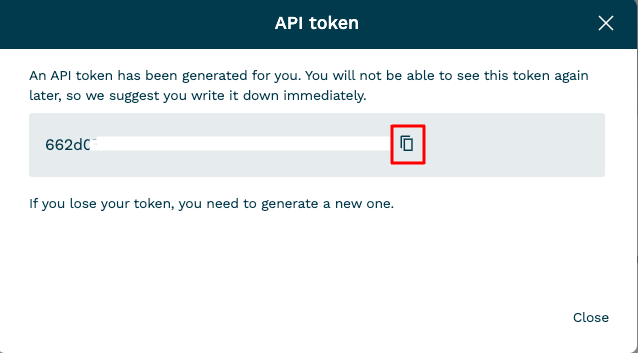 API token
An API token has been generated for you. You will not be able to see this token again
later, so we suggest you write it down immediately.
662d0
If you lose your token, you need to generate a new one.
Close